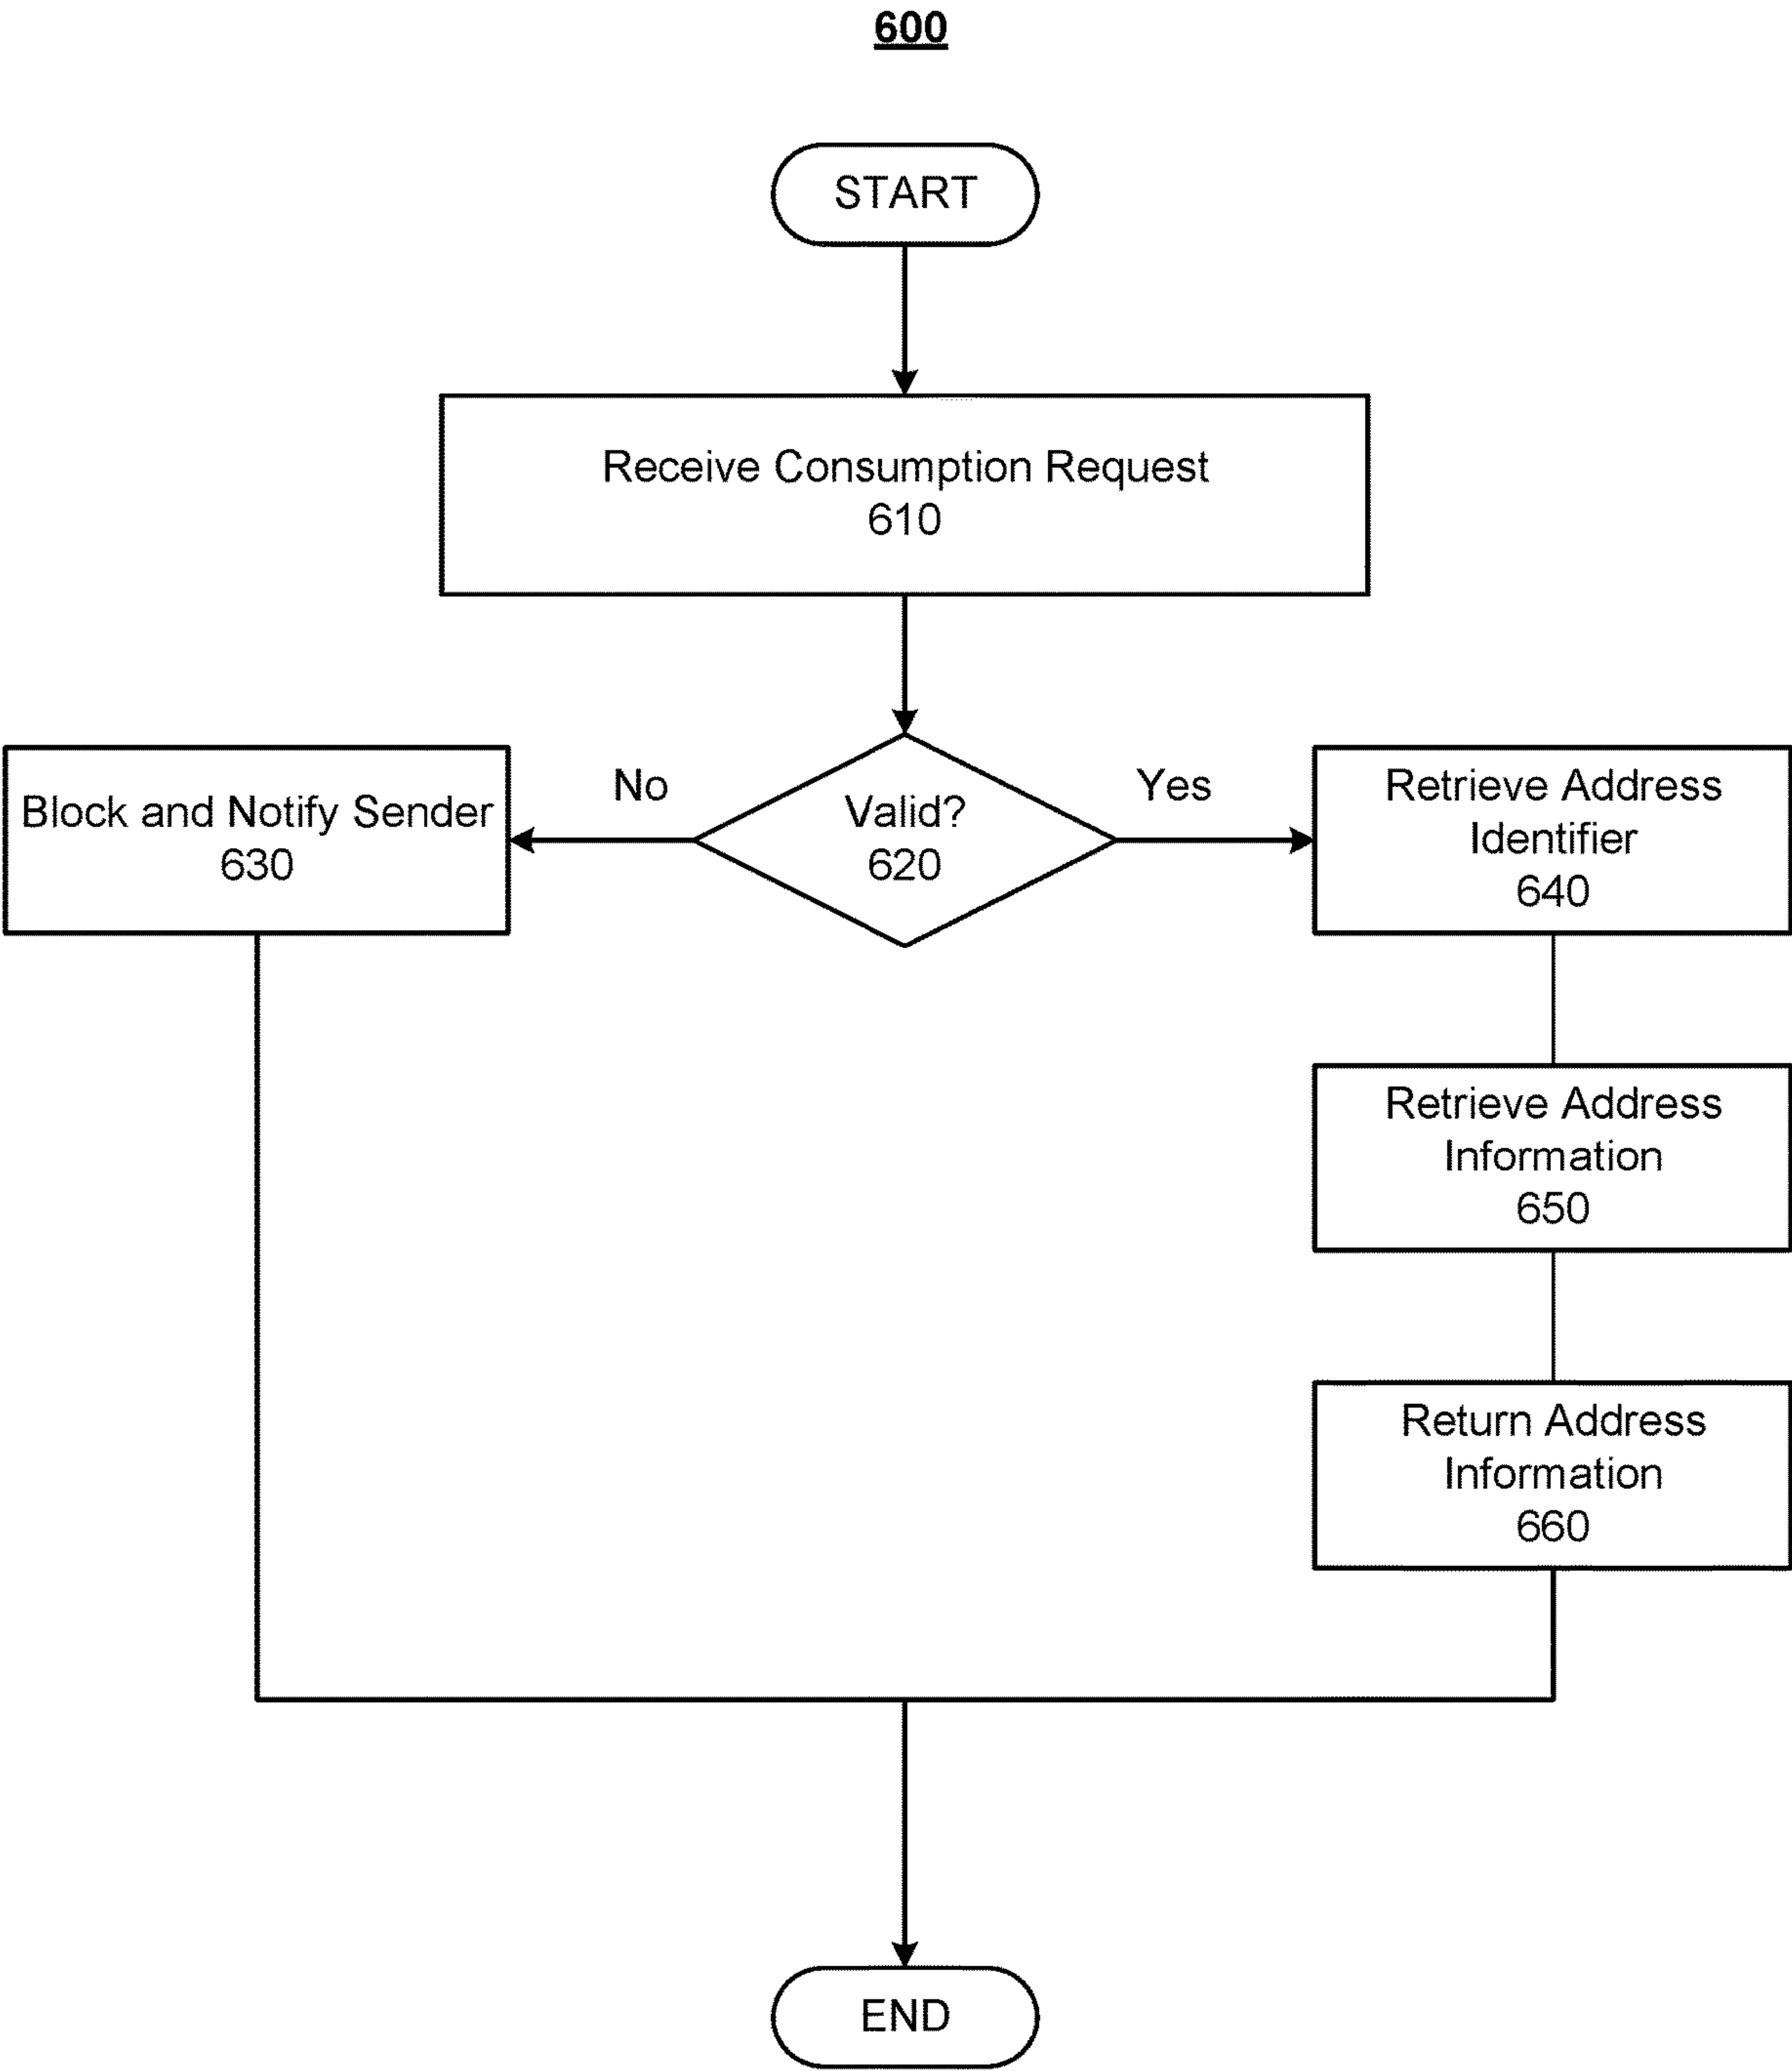 600
START
Receive Consumption Request
610
Block and Notify Sender
630
No
Valid?
620
Yes
Retrieve Address
Identifier
640
Retrieve Address
Information
650
Return Address
Information
660
END